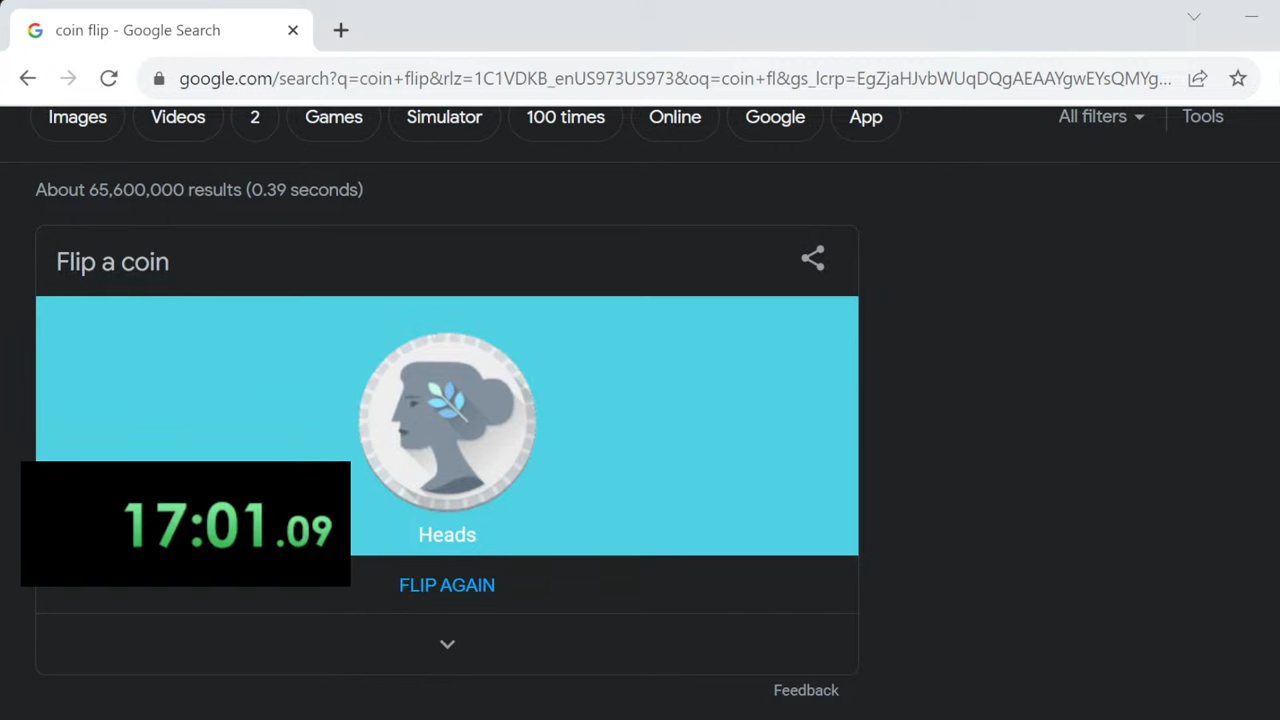 coin flip - Google Search
google.com/search?q=coin+flip&rlz=1C1VDKB_enUS973US973&oq=coin+fl&gs_lcrp=EgZjaHJvbWUqDQgAEAAYgwEYsQMYg...
Images Videos 2 Games Simulator 100 times Online Google App All filters Tools
About 65,600,000 results (0.39 seconds)
Flip a coin
17:01.09
Heads
FLIP AGAIN
Feedback